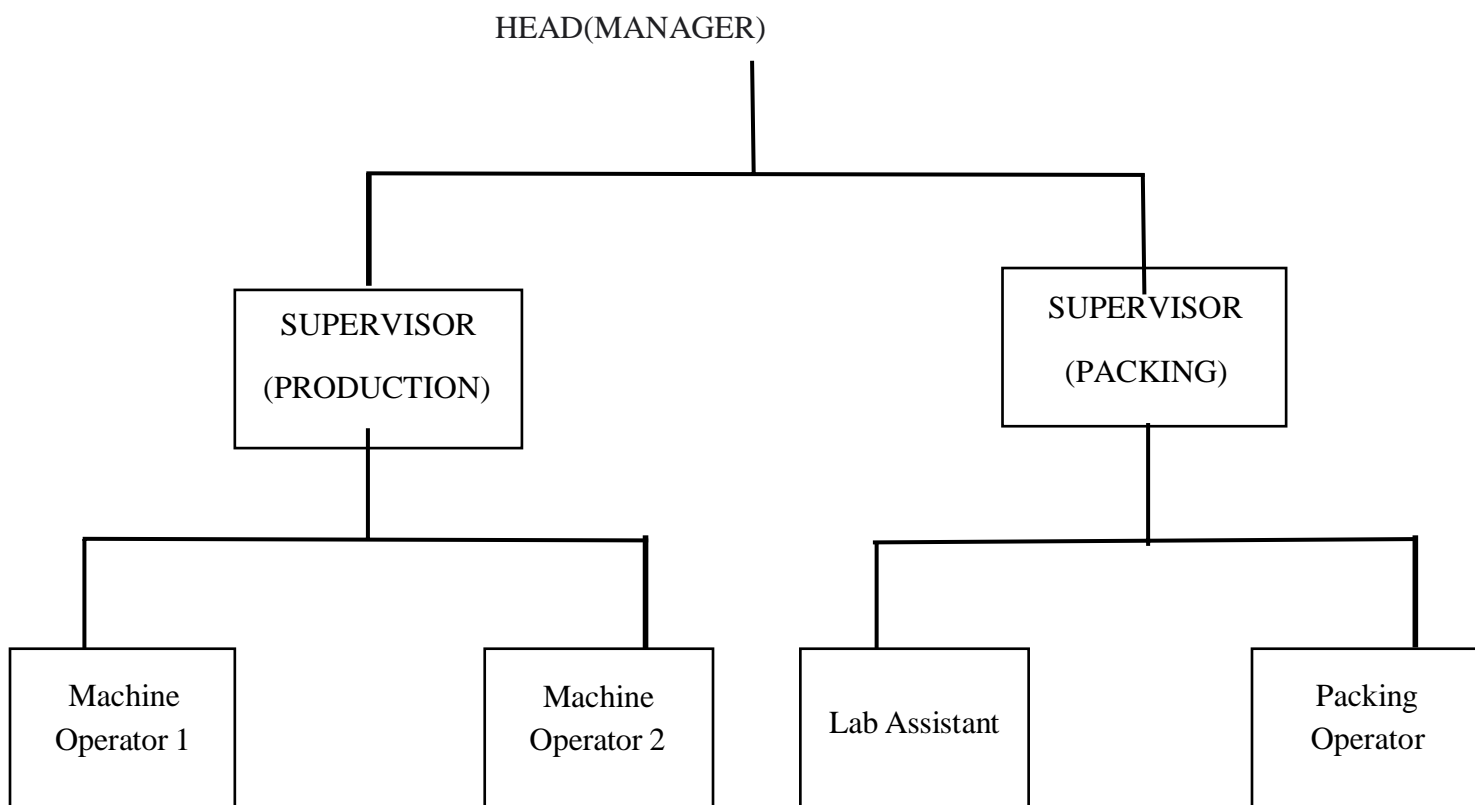 HEAD(MANAGER)
SUPERVISOR
(PRODUCTION)
SUPERVISOR
(PACKING)
Machine
Operator 1
Machine
Operator 2
Lab Assistant
Packing
Operator